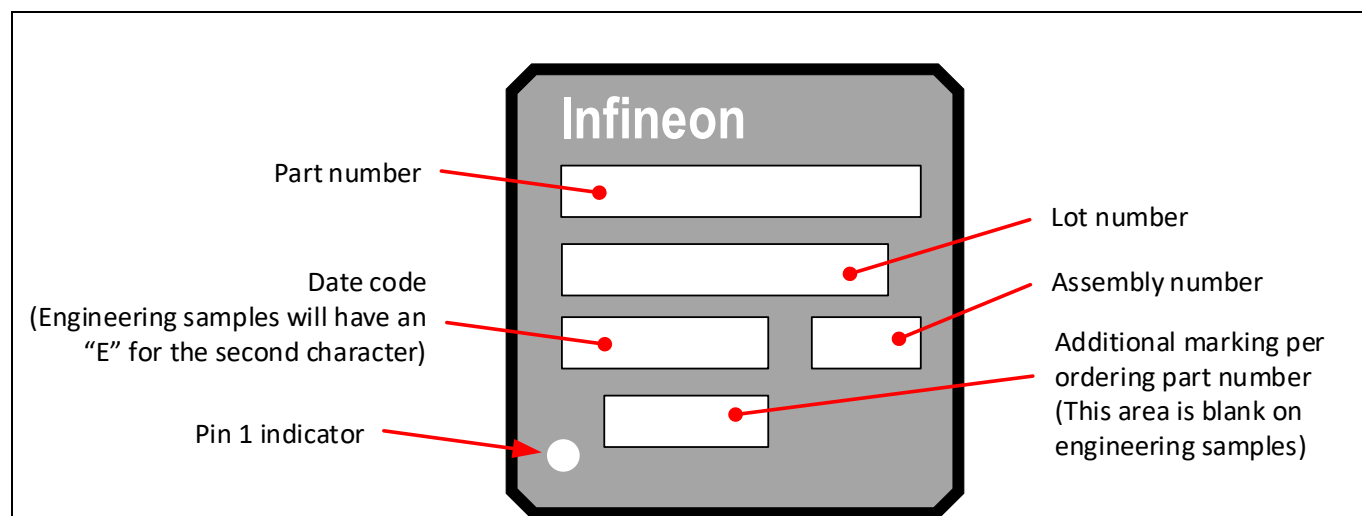 Infineon
Part number
Lot number
Date code
(Engineering samples will have an
"E" for the second character)
Assembly number
Additional marking per
ordering part number
(This area is blank on
engineering samples)
Pin 1 indicator